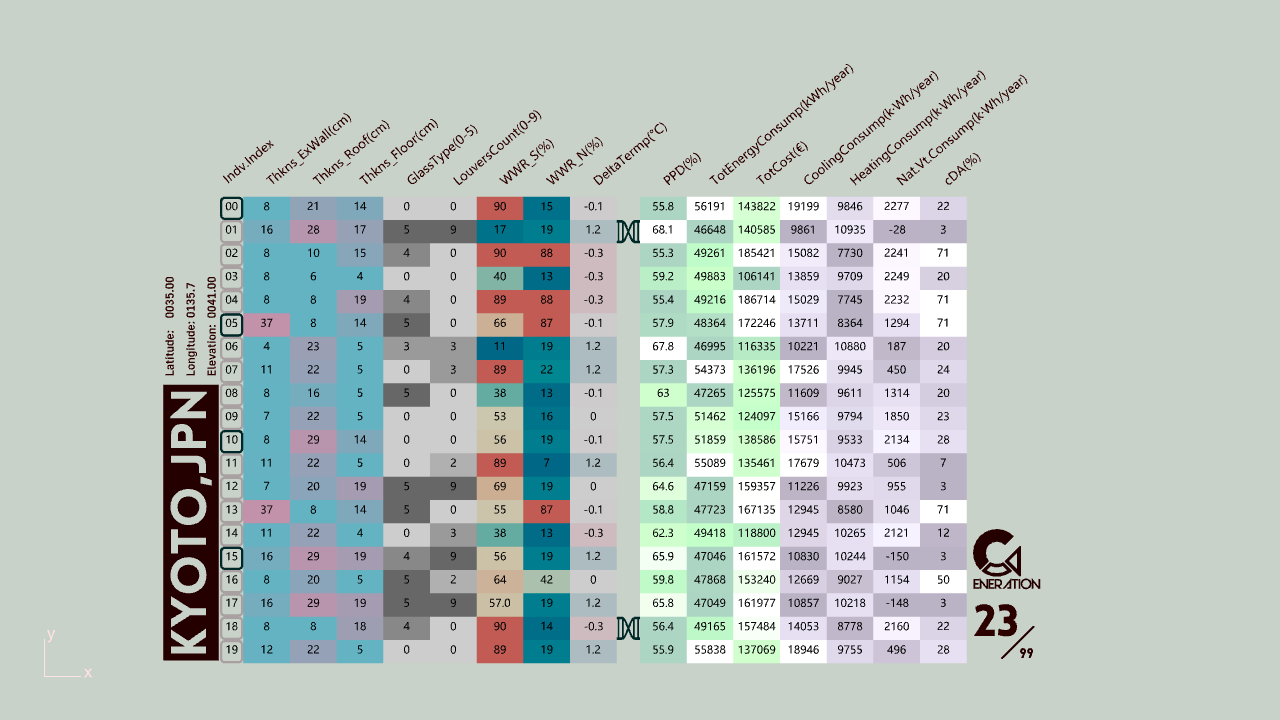 Indv.Index Thkns_ExWall(cm) Thkns_Roof(cm) Thkns_Floor(cm) GlassType(0-5) LouversCount(0-9) WWR_S(%) WWR_N(%) DeltaTermp(°C) PPD(%) TotEnergyConsump(kWh/year) TotCost(€) CoolingConsump(k·Wh/year) HeatingConsump(k·Wh/year) Nat.Vt.Consump(k·Wh/year) cDA(%)
00 8 21 14 0 0 90 15 -0.1 55.8 56191 143822 19199 9846 2277 22
01 16 28 17 5 9 17 19 1.2 68.1 46648 140585 9861 10935 -28 3
02 8 10 15 4 0 90 88 -0.3 55.3 49261 185421 15082 7730 2241 71
03 8 6 4 0 0 40 13 -0.3 59.2 49883 106141 13859 9709 2249 20
04 8 8 19 4 0 89 88 -0.3 55.4 49216 186714 15029 7745 2232 71
05 37 8 14 5 0 66 87 -0.1 57.9 48364 172246 13711 8364 1294 71
06 4 23 5 3 3 11 19 1.2 67.8 46995 116335 10221 10880 187 20
07 11 22 5 0 3 89 22 1.2 57.3 54373 136196 17526 9945 450 24
08 8 16 5 5 0 38 13 -0.1 63 47265 125575 11609 9611 1314 20
09 7 22 5 0 0 53 16 0 57.5 51462 124097 15166 9794 1850 23
10 8 29 14 0 0 56 19 -0.1 57.5 51859 138586 15751 9533 2134 28
11 11 22 5 0 2 89 7 1.2 56.4 55089 135461 17679 10473 506 7
12 7 20 19 5 9 69 19 0 64.6 47159 159357 11226 9923 955 3
13 37 8 14 5 0 55 87 -0.1 58.8 47723 167135 12945 8580 1046 71
14 11 22 4 0 3 38 13 -0.3 62.3 49418 118800 12945 10265 2121 12
15 16 29 19 4 9 56 19 1.2 65.9 47046 161572 10830 10244 -150 3
16 8 20 5 5 2 64 42 0 59.8 47868 153240 12669 9027 1154 50
17 16 29 19 5 9 57.0 19 1.2 65.8 47049 161977 10857 10218 -148 3
18 8 8 18 4 0 90 14 -0.3 56.4 49165 157484 14053 8778 2160 22
19 12 22 5 0 0 89 19 1.2 55.9 55838 137069 18946 9755 496 28
Latitude: 0035.00
Longitude: 0135.7
Elevation: 0041.00
KYOTO,JPN
GENERATION
23/99
y
x